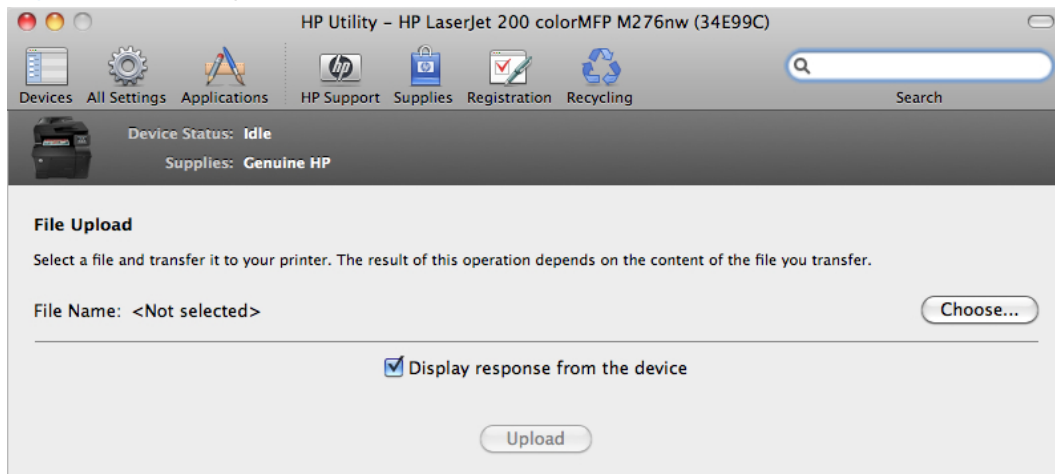 HP Utility – HP LaserJet 200 colorMFP M276nw (34E99C)
Devices All Settings Applications HP Support Supplies Registration Recycling Search
Device Status: Idle
Supplies: Genuine HP
File Upload
Select a file and transfer it to your printer. The result of this operation depends on the content of the file you transfer.
File Name: <Not selected> Choose...
Display response from the device
Upload